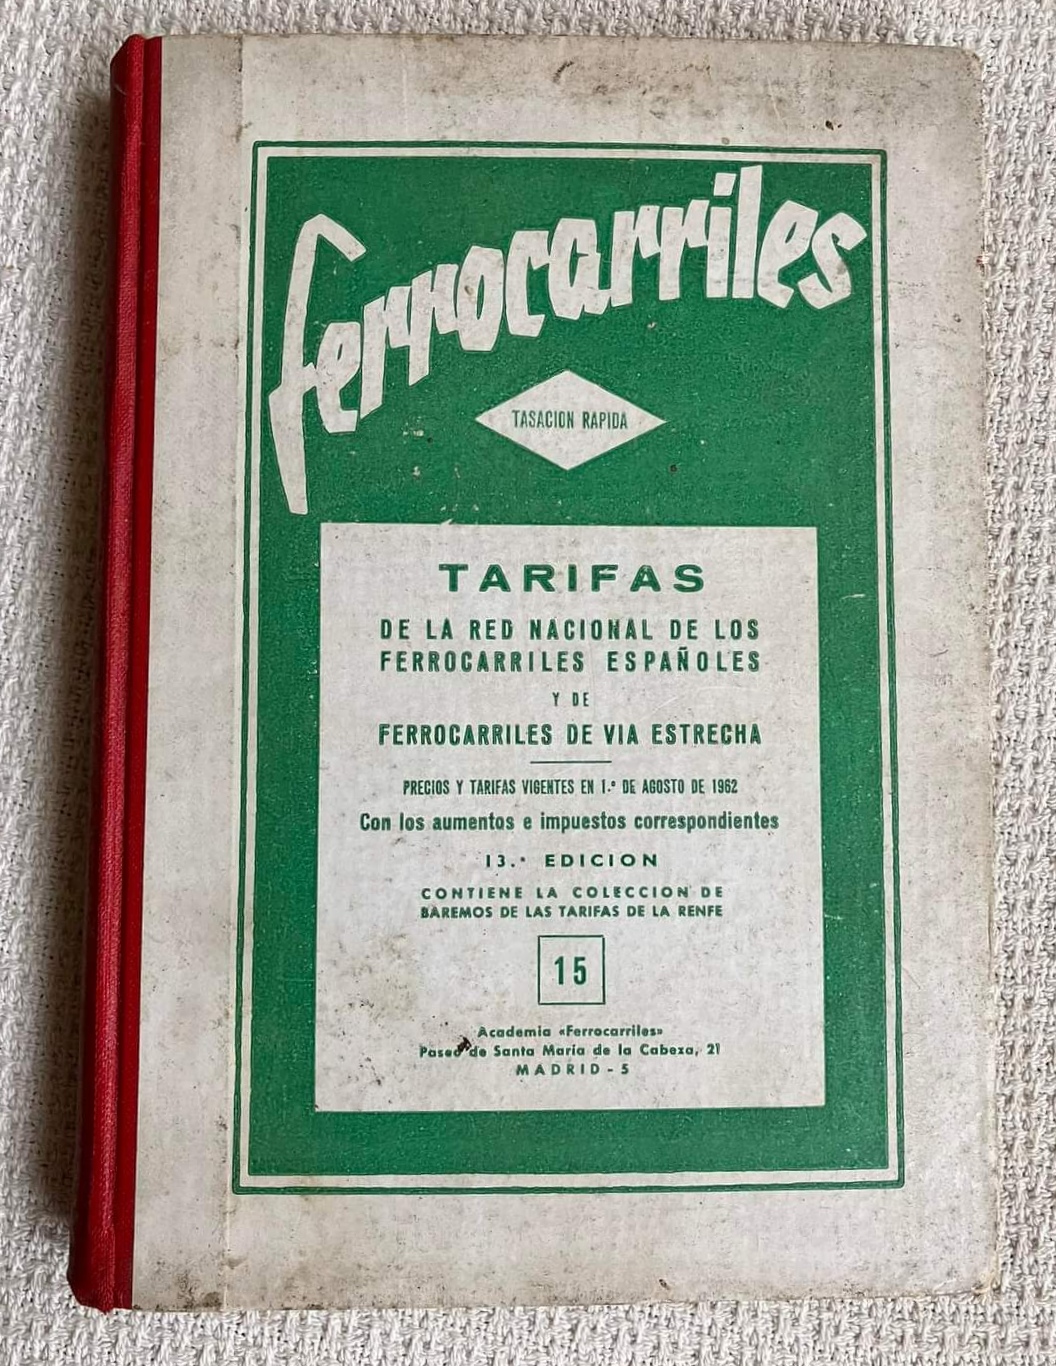 ferrocarriles
TASACION RAPIDA
TARIFAS
DE LA RED NACIONAL DE LOS
FERROCARRILES ESPAÑOLES
Y DE
FERROCARRILES DE VIA ESTRECHA
PRECIOS Y TARIFAS VIGENTES EN 1.º DE AGOSTO DE 1962
Con los aumentos e impuestos correspondientes
13.ª EDICION
CONTIENE LA COLECCION DE
BAREMOS DE LAS TARIFAS DE LA RENFE
15
Academia «Ferrocarriles»
Paseo de Santa María de la Cabeza, 21
MADRID - 5